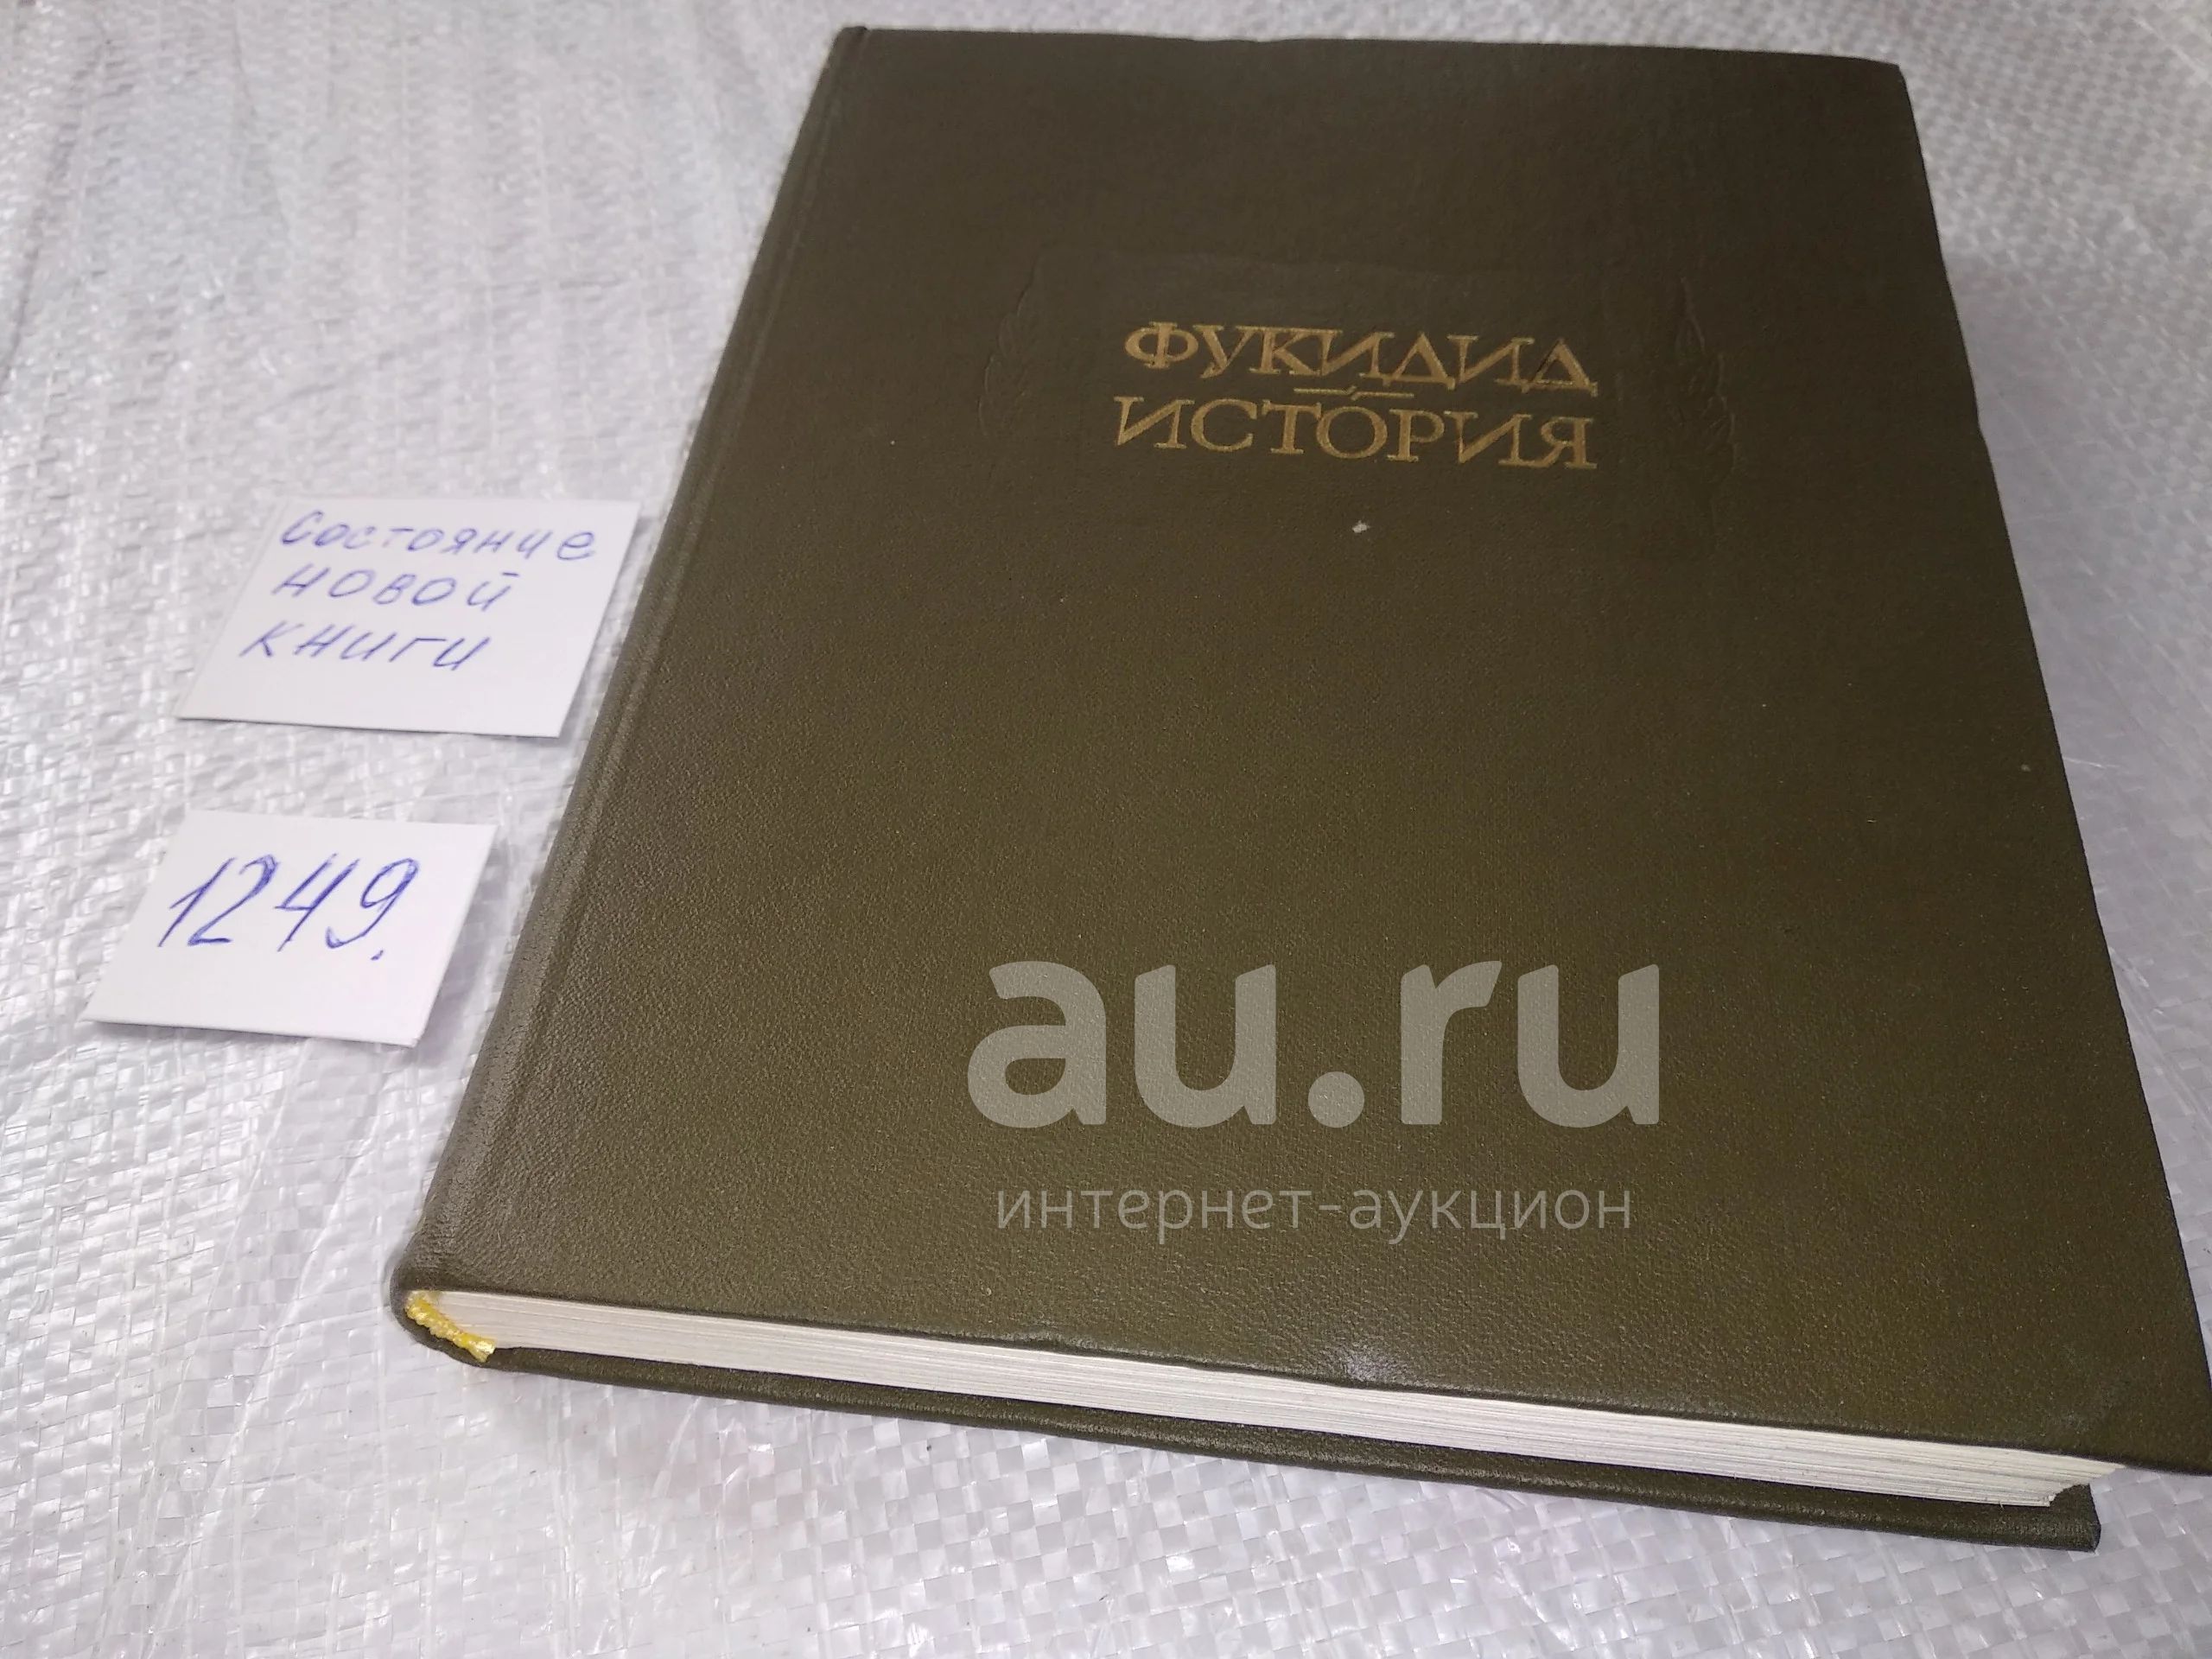 ФУКИДИД
ИСТОРИЯ
Состояние
новой
книги
1249.
au.ru
интернет-аукцион